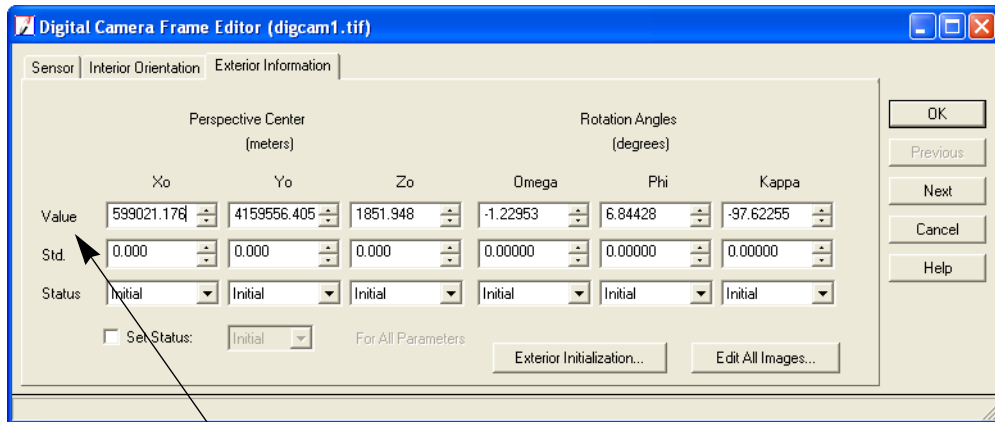 Digital Camera Frame Editor (digcam1.tif)
Sensor Interior Orientation Exterior Information
Perspective Center Rotation Angles
(meters) (degrees)
Xo Yo Zo Omega Phi Kappa
Value 599021.176 4159556.405 1851.948 -1.22953 6.84428 -97.62255
Std. 0.000 0.000 0.000 0.00000 0.00000 0.00000
Status Initial Initial Initial Initial Initial Initial
Set Status: Initial For All Parameters
Exterior Initialization... Edit All Images...
OK
Previous
Next
Cancel
Help